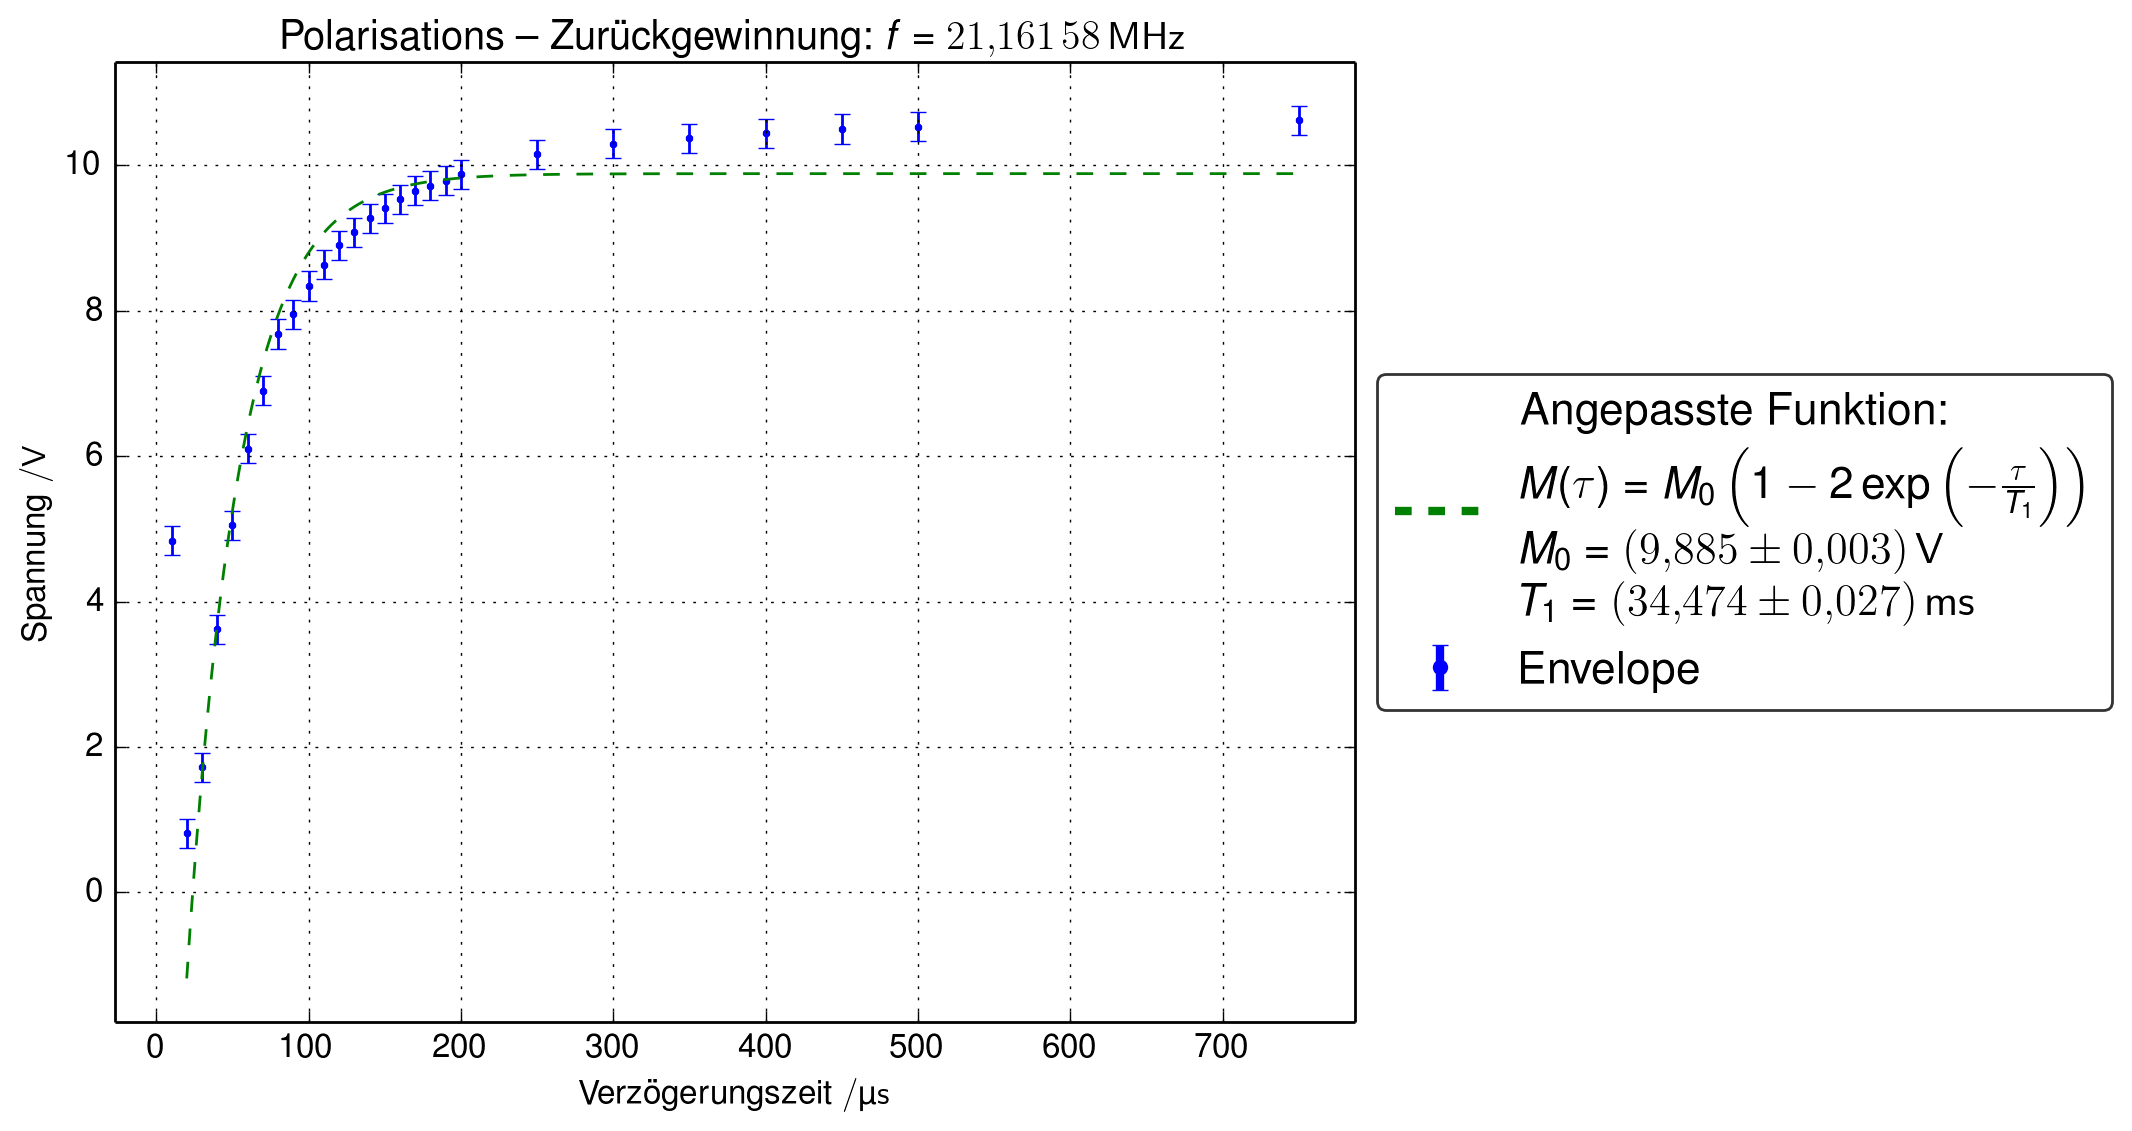 Polarisations – Zurückgewinnung: f = 21,161 58 MHz
Spannung /V
10
8
6
4
2
0
0 100 200 300 400 500 600 700
Verzögerungszeit /µs
Angepasste Funktion:
M(τ) = M₀ (1 − 2 exp (−τ/T₁))
M₀ = (9,885 ± 0,003) V
T₁ = (34,474 ± 0,027) ms
Envelope